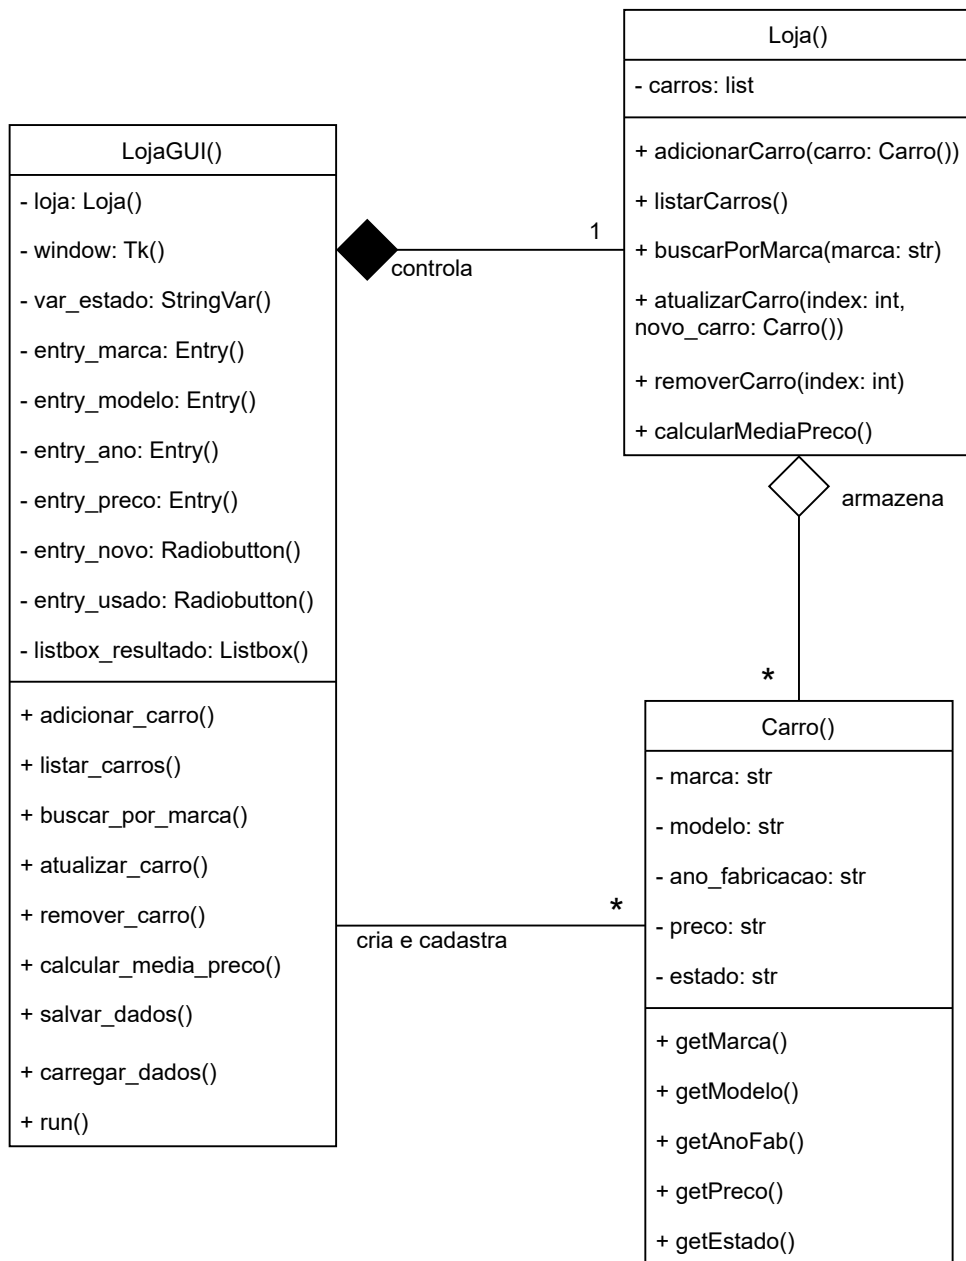 Loja()
- carros: list
+ adicionarCarro(carro: Carro())
+ listarCarros()
+ buscarPorMarca(marca: str)
+ atualizarCarro(index: int,
novo_carro: Carro())
+ removerCarro(index: int)
+ calcularMediaPreco()
LojaGUI()
- loja: Loja()
- window: Tk()
- var_estado: StringVar()
- entry_marca: Entry()
- entry_modelo: Entry()
- entry_ano: Entry()
- entry_preco: Entry()
- entry_novo: Radiobutton()
- entry_usado: Radiobutton()
- listbox_resultado: Listbox()
+ adicionar_carro()
+ listar_carros()
+ buscar_por_marca()
+ atualizar_carro()
+ remover_carro()
+ calcular_media_preco()
+ salvar_dados()
+ carregar_dados()
+ run()
1
controla
armazena
*
*
cria e cadastra
Carro()
- marca: str
- modelo: str
- ano_fabricacao: str
- preco: str
- estado: str
+ getMarca()
+ getModelo()
+ getAnoFab()
+ getPreco()
+ getEstado()